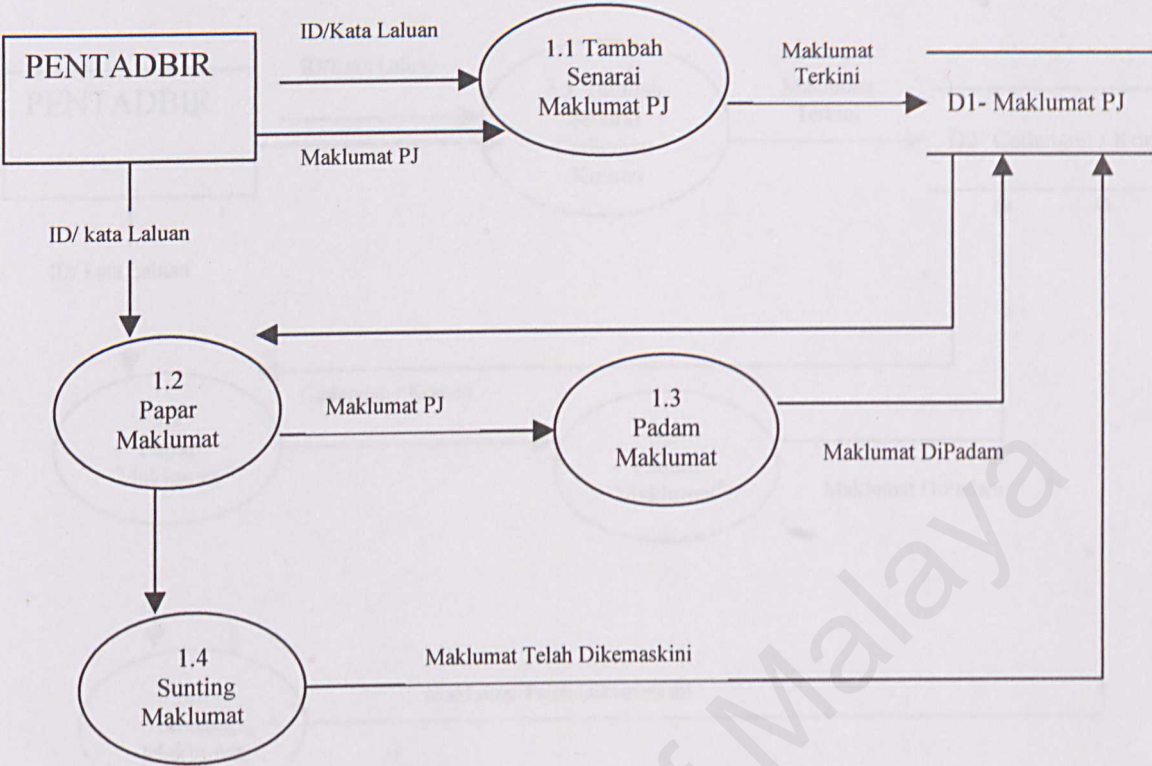 ID/Kata Laluan
PENTADBIR
1.1 Tambah
Senarai
Maklumat PJ
Maklumat
Terkini
D1- Maklumat PJ
Maklumat PJ
ID/ kata Laluan
1.2
Papar
Maklumat
Maklumat PJ
1.3
Padam
Maklumat
Maklumat DiPadam
1.4
Sunting
Maklumat
Maklumat Telah Dikemaskini
of Malaya